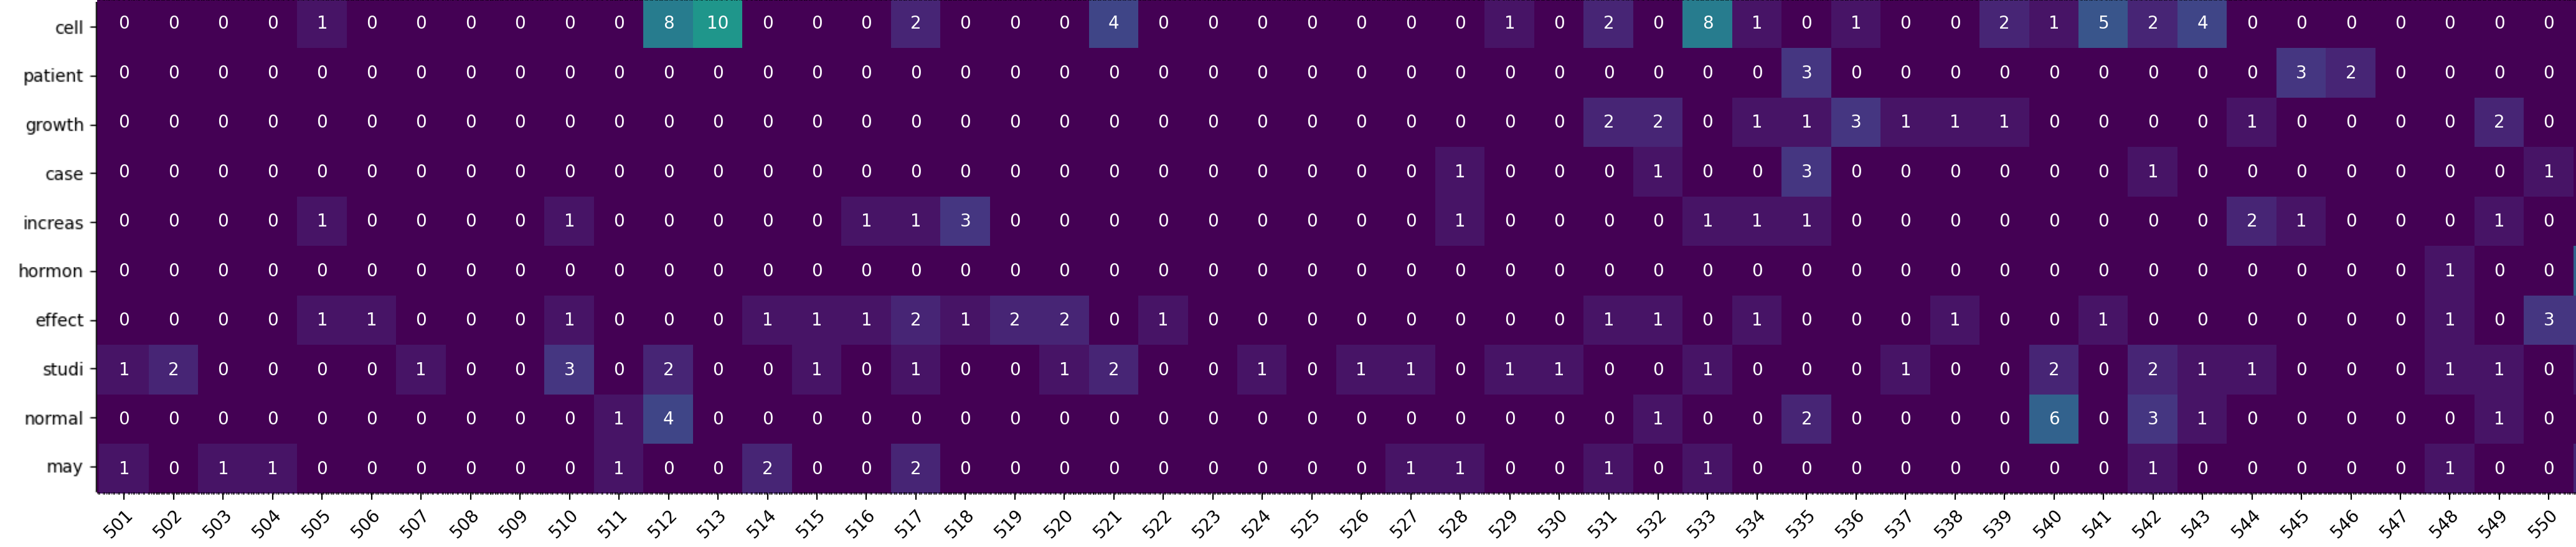 cell 0 0 0 0 1 0 0 0 0 0 0 8 10 0 0 0 2 0 0 0 4 0 0 0 0 0 0 0 1 0 2 0 8 1 0 1 0 0 2 1 5 2 4 0 0 0 0 0 0 0
patient 0 0 0 0 0 0 0 0 0 0 0 0 0 0 0 0 0 0 0 0 0 0 0 0 0 0 0 0 0 0 0 0 0 0 3 0 0 0 0 0 0 0 0 0 3 2 0 0 0 0
growth 0 0 0 0 0 0 0 0 0 0 0 0 0 0 0 0 0 0 0 0 0 0 0 0 0 0 0 0 0 0 2 2 0 1 1 3 1 1 1 0 0 0 0 1 0 0 0 0 2 0
case 0 0 0 0 0 0 0 0 0 0 0 0 0 0 0 0 0 0 0 0 0 0 0 0 0 0 0 1 0 0 0 1 0 0 3 0 0 0 0 0 0 1 0 0 0 0 0 0 0 1
increas 0 0 0 0 1 0 0 0 0 1 0 0 0 0 0 1 1 3 0 0 0 0 0 0 0 0 0 1 0 0 0 0 1 1 1 0 0 0 0 0 0 0 0 2 1 0 0 0 1 0
hormon 0 0 0 0 0 0 0 0 0 0 0 0 0 0 0 0 0 0 0 0 0 0 0 0 0 0 0 0 0 0 0 0 0 0 0 0 0 0 0 0 0 0 0 0 0 0 0 1 0 0
effect 0 0 0 0 1 1 0 0 0 1 0 0 0 1 1 1 2 1 2 2 0 1 0 0 0 0 0 0 0 0 1 1 0 1 0 0 0 1 0 0 1 0 0 0 0 0 0 1 0 3
studi 1 2 0 0 0 0 1 0 0 3 0 2 0 0 1 0 1 0 0 1 2 0 0 1 0 1 1 0 1 1 0 0 1 0 0 0 1 0 0 2 0 2 1 1 0 0 0 1 1 0
normal 0 0 0 0 0 0 0 0 0 0 1 4 0 0 0 0 0 0 0 0 0 0 0 0 0 0 0 0 0 0 0 1 0 0 2 0 0 0 0 6 0 3 1 0 0 0 0 0 1 0
may 1 0 1 1 0 0 0 0 0 0 1 0 0 2 0 0 2 0 0 0 0 0 0 0 0 0 1 1 0 0 1 0 1 0 0 0 0 0 0 0 0 1 0 0 0 0 0 1 0 0
501 502 503 504 505 506 507 508 509 510 511 512 513 514 515 516 517 518 519 520 521 522 523 524 525 526 527 528 529 530 531 532 533 534 535 536 537 538 539 540 541 542 543 544 545 546 547 548 549 550